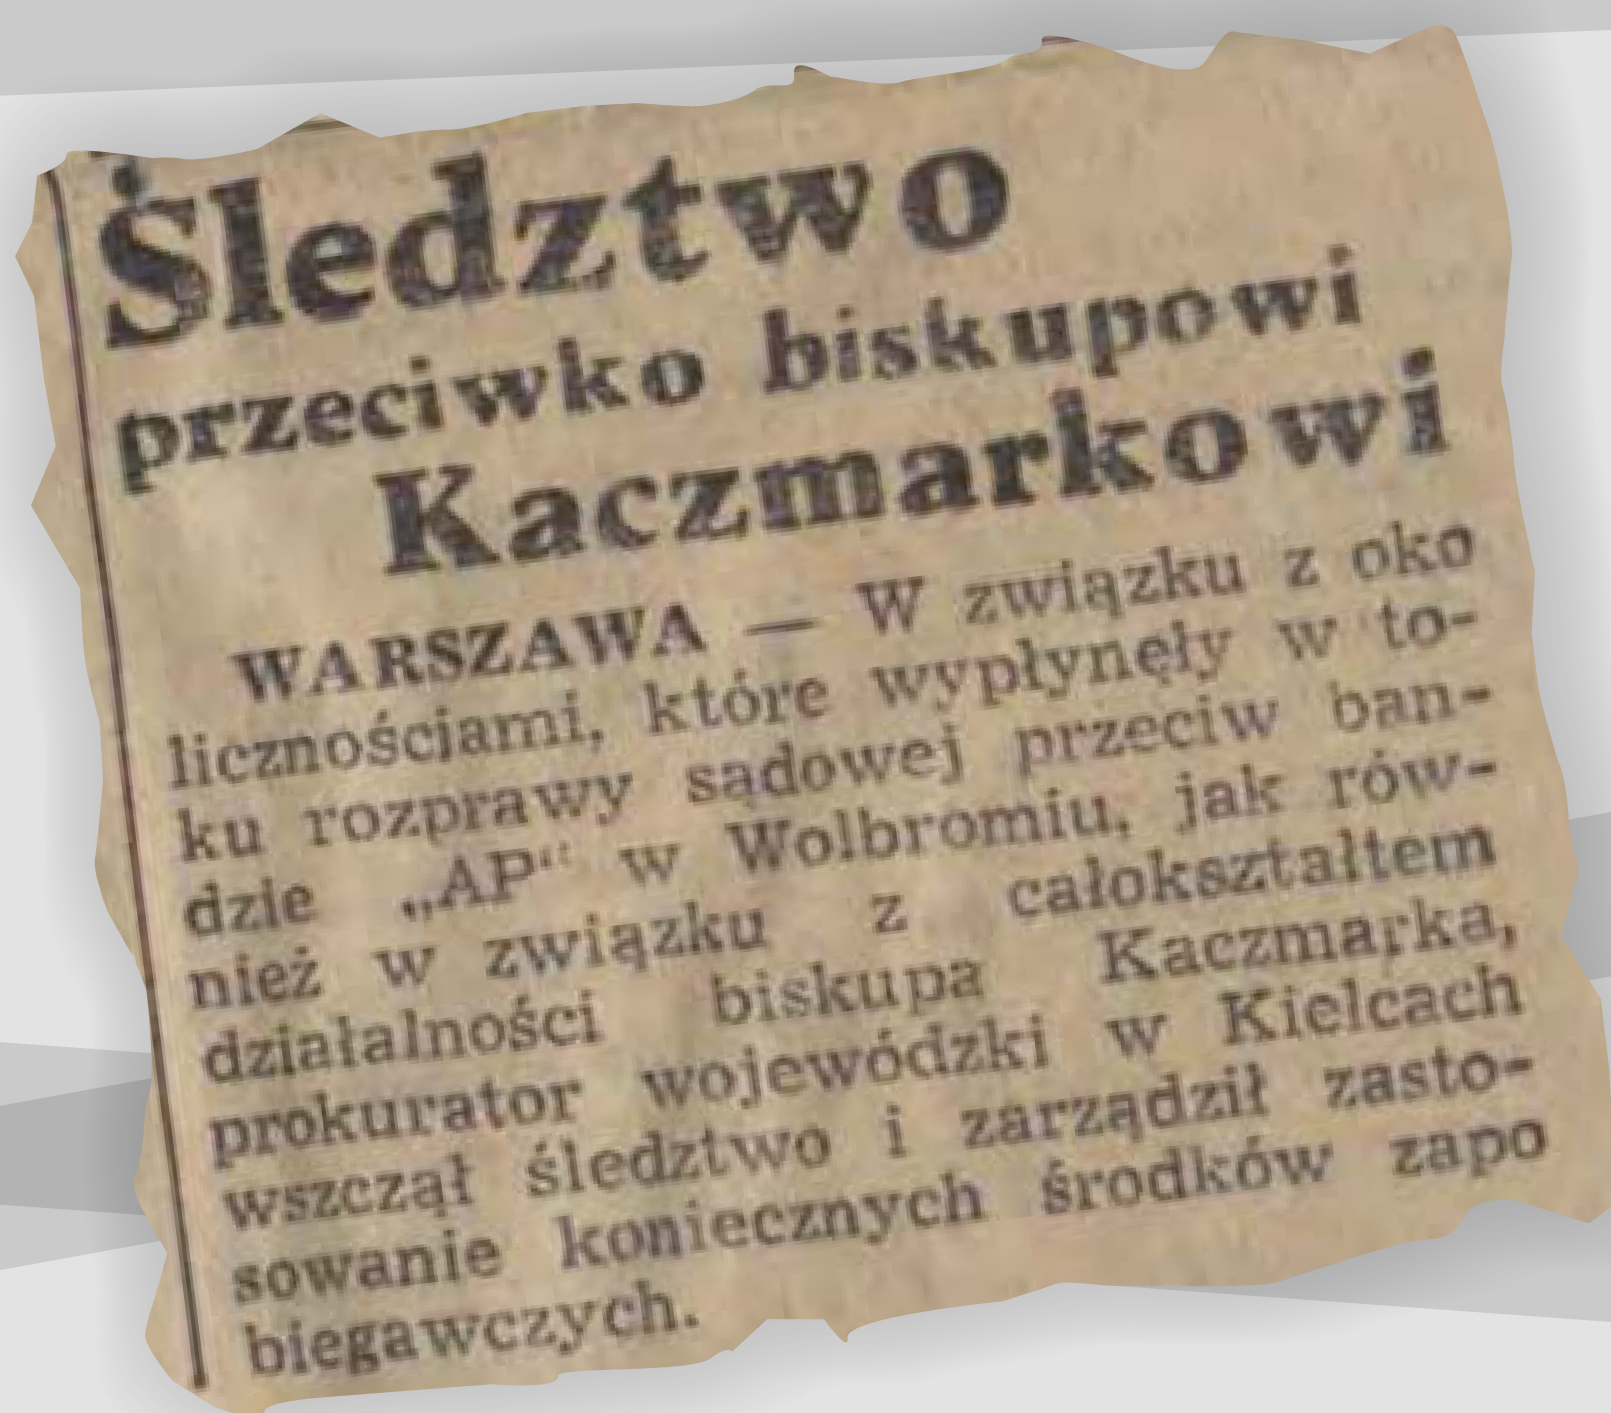 Śledztwo
przeciwko biskupowi
Kaczmarkowi
WARSZAWA — W związku z oko
licznościami, które wypłynęły w to-
ku rozprawy sądowej przeciw ban-
dzie „AP“ w Wolbromiu, jak rów-
nież w związku z całokształtem
działalności biskupa Kaczmarka,
prokurator wojewódzki w Kielcach
wszczął śledztwo i zarządził zasto-
sowanie koniecznych środków zapo
biegawczych.